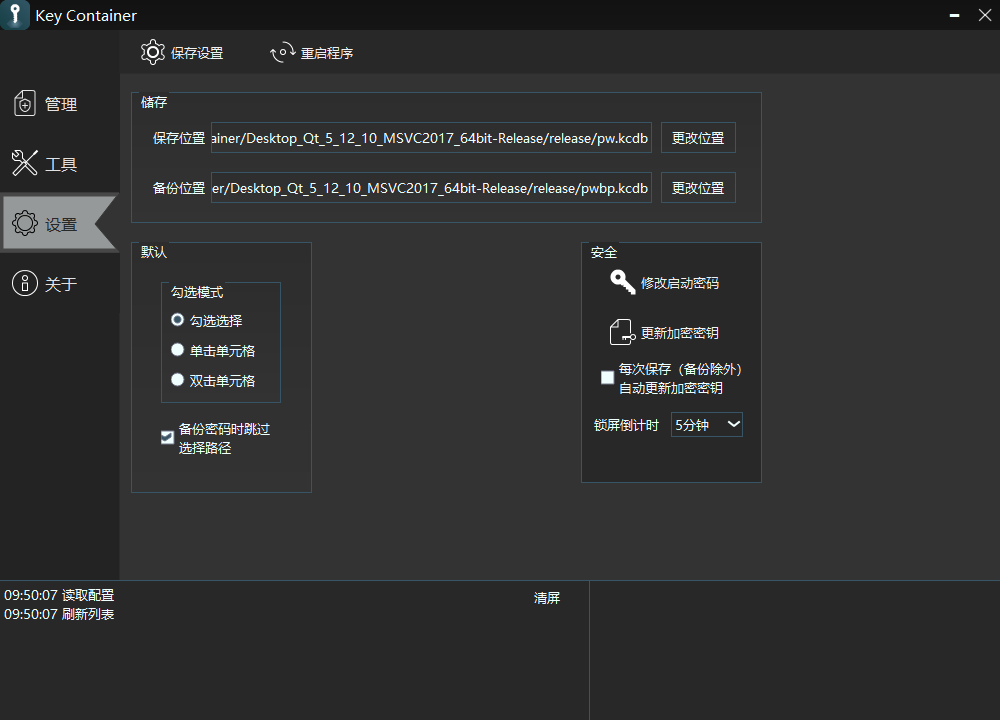 Key Container
保存设置
重启程序
管理
工具
设置
关于
储存
保存位置 ainer/Desktop_Qt_5_12_10_MSVC2017_64bit-Release/release/pw.kcdb 更改位置
备份位置 er/Desktop_Qt_5_12_10_MSVC2017_64bit-Release/release/pwbp.kcdb 更改位置
默认
勾选模式
勾选选择
单击单元格
双击单元格
备份密码时跳过
选择路径
安全
修改启动密码
更新加密密钥
每次保存（备份除外）
自动更新加密密钥
锁屏倒计时 5分钟
09:50:07 读取配置
09:50:07 刷新列表
清屏